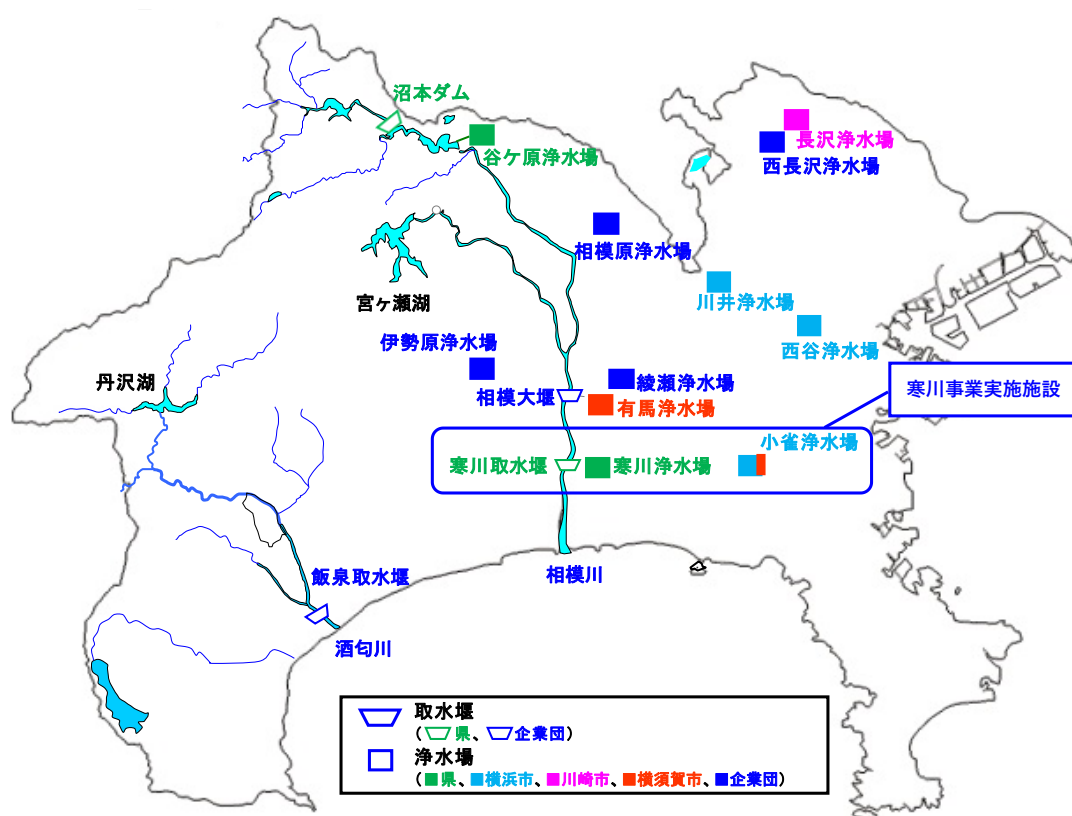 沼本ダム
谷ケ原浄水場
長沢浄水場
西長沢浄水場
相模原浄水場
宮ヶ瀬湖
川井浄水場
西谷浄水場
伊勢原浄水場
丹沢湖
相模大堰
綾瀬浄水場
有馬浄水場
寒川事業実施施設
小雀浄水場
寒川取水堰
寒川浄水場
飯泉取水堰
相模川
酒匂川
取水堰
(県、企業団)
浄水場
(県、横浜市、川崎市、横須賀市、企業団)